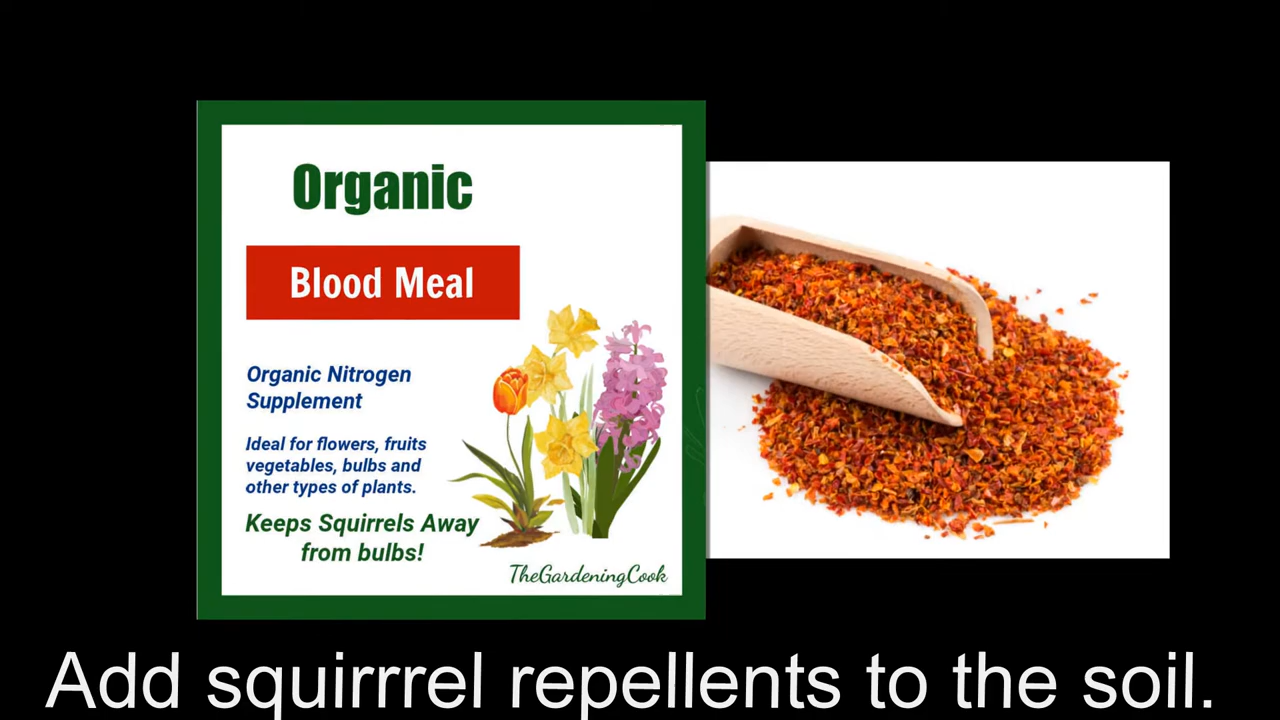 Organic
Blood Meal
Organic Nitrogen
Supplement
Ideal for flowers, fruits
vegetables, bulbs and
other types of plants.
Keeps Squirrels Away
from bulbs!
TheGardeningCook
Add squirrrel repellents to the soil.